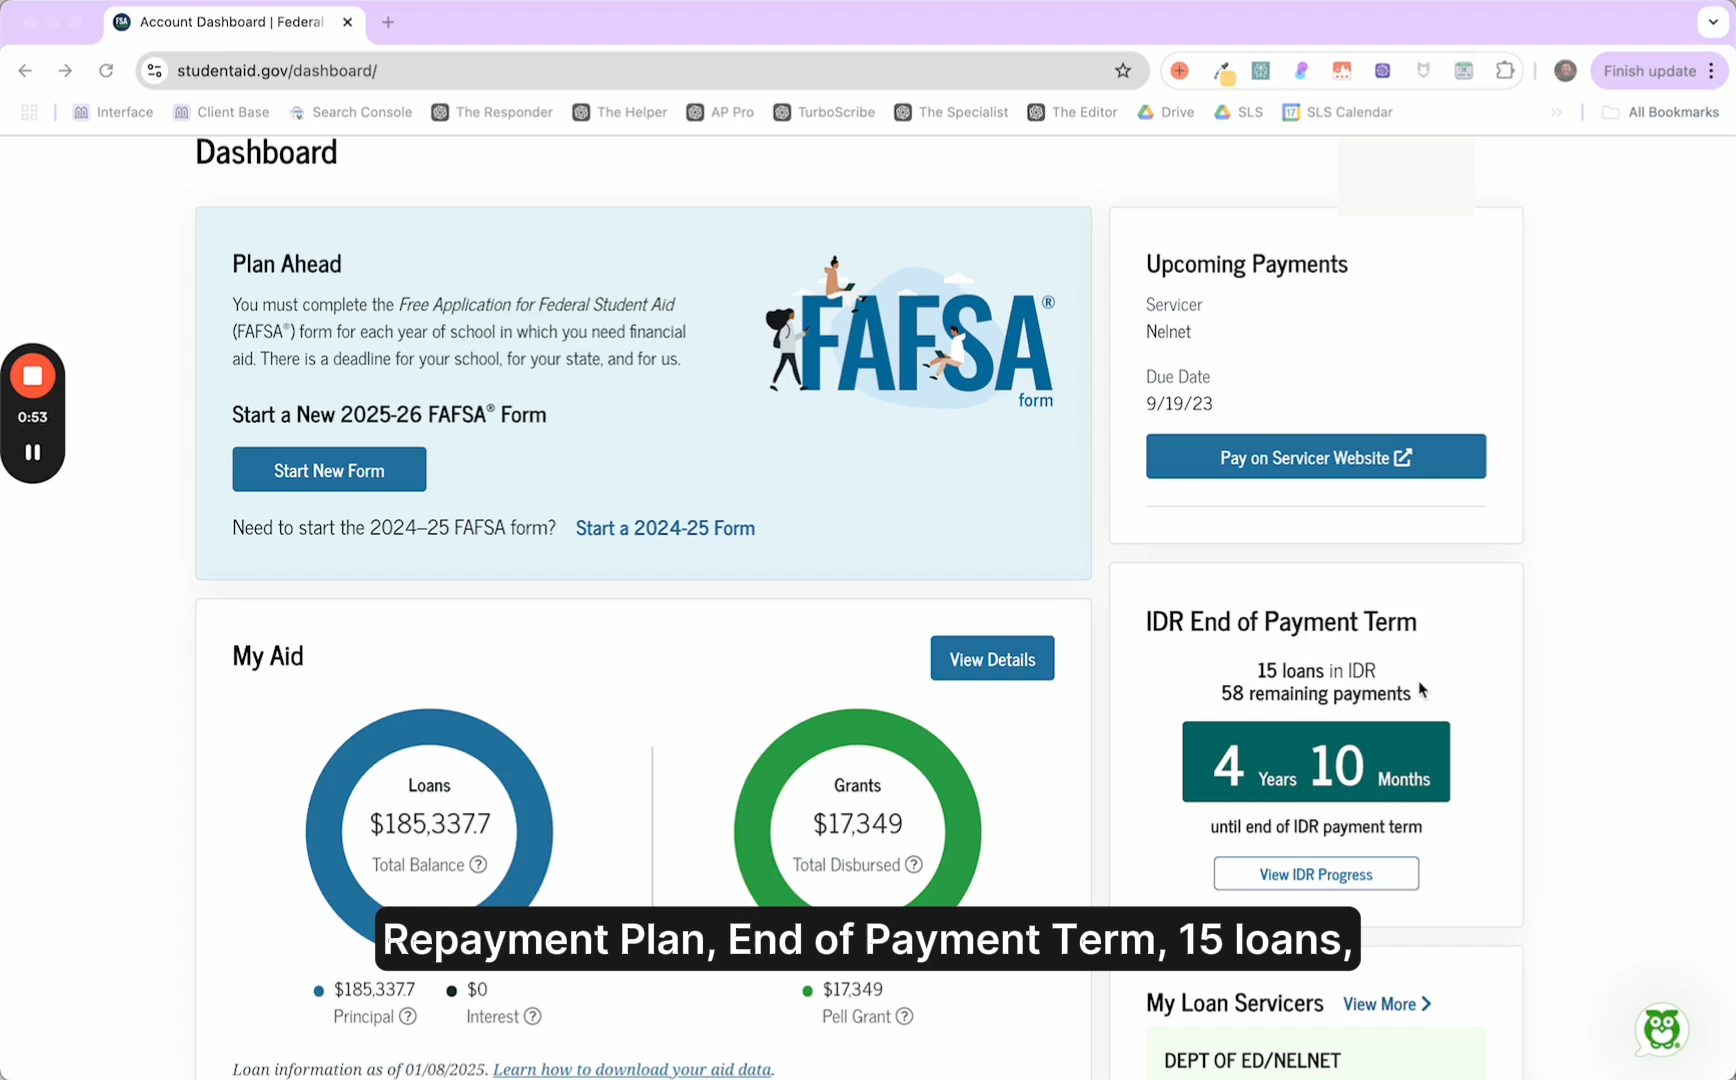 Account Dashboard | Federal
studentaid.gov/dashboard/
Finish update
Interface
Client Base
Search Console
The Responder
The Helper
AP Pro
TurboScribe
The Specialist
The Editor
Drive
SLS
SLS Calendar
All Bookmarks
Dashboard
Plan Ahead
You must complete the Free Application for Federal Student Aid
(FAFSA®) form for each year of school in which you need financial
aid. There is a deadline for your school, for your state, and for us.
FAFSA®
form
Start a New 2025-26 FAFSA® Form
Start New Form
Need to start the 2024–25 FAFSA form? Start a 2024-25 Form
Upcoming Payments
Servicer
Nelnet
Due Date
9/19/23
Pay on Servicer Website
0:53
My Aid
View Details
Loans
$185,337.7
Total Balance
Grants
$17,349
Total Disbursed
IDR End of Payment Term
15 loans in IDR
58 remaining payments
4 Years 10 Months
until end of IDR payment term
View IDR Progress
Repayment Plan, End of Payment Term, 15 loans,
$185,337.7
Principal
$0
Interest
$17,349
Pell Grant
Loan information as of 01/08/2025. Learn how to download your aid data.
My Loan Servicers View More
DEPT OF ED/NELNET